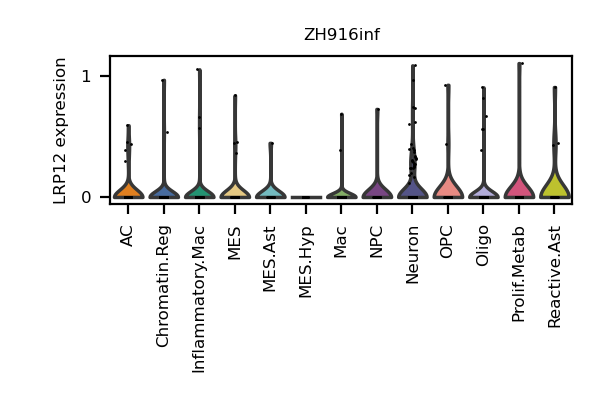 ZH916inf
LRP12 expression
1
0
AC
Chromatin.Reg
Inflammatory.Mac
MES
MES.Ast
MES.Hyp
Mac
NPC
Neuron
OPC
Oligo
Prolif.Metab
Reactive.Ast